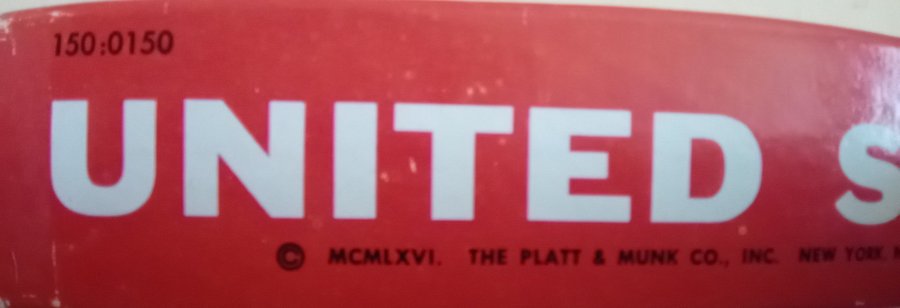 150:0150
UNITED S
© MCMLXVI. THE PLATT & MUNK CO., INC. NEW YORK,